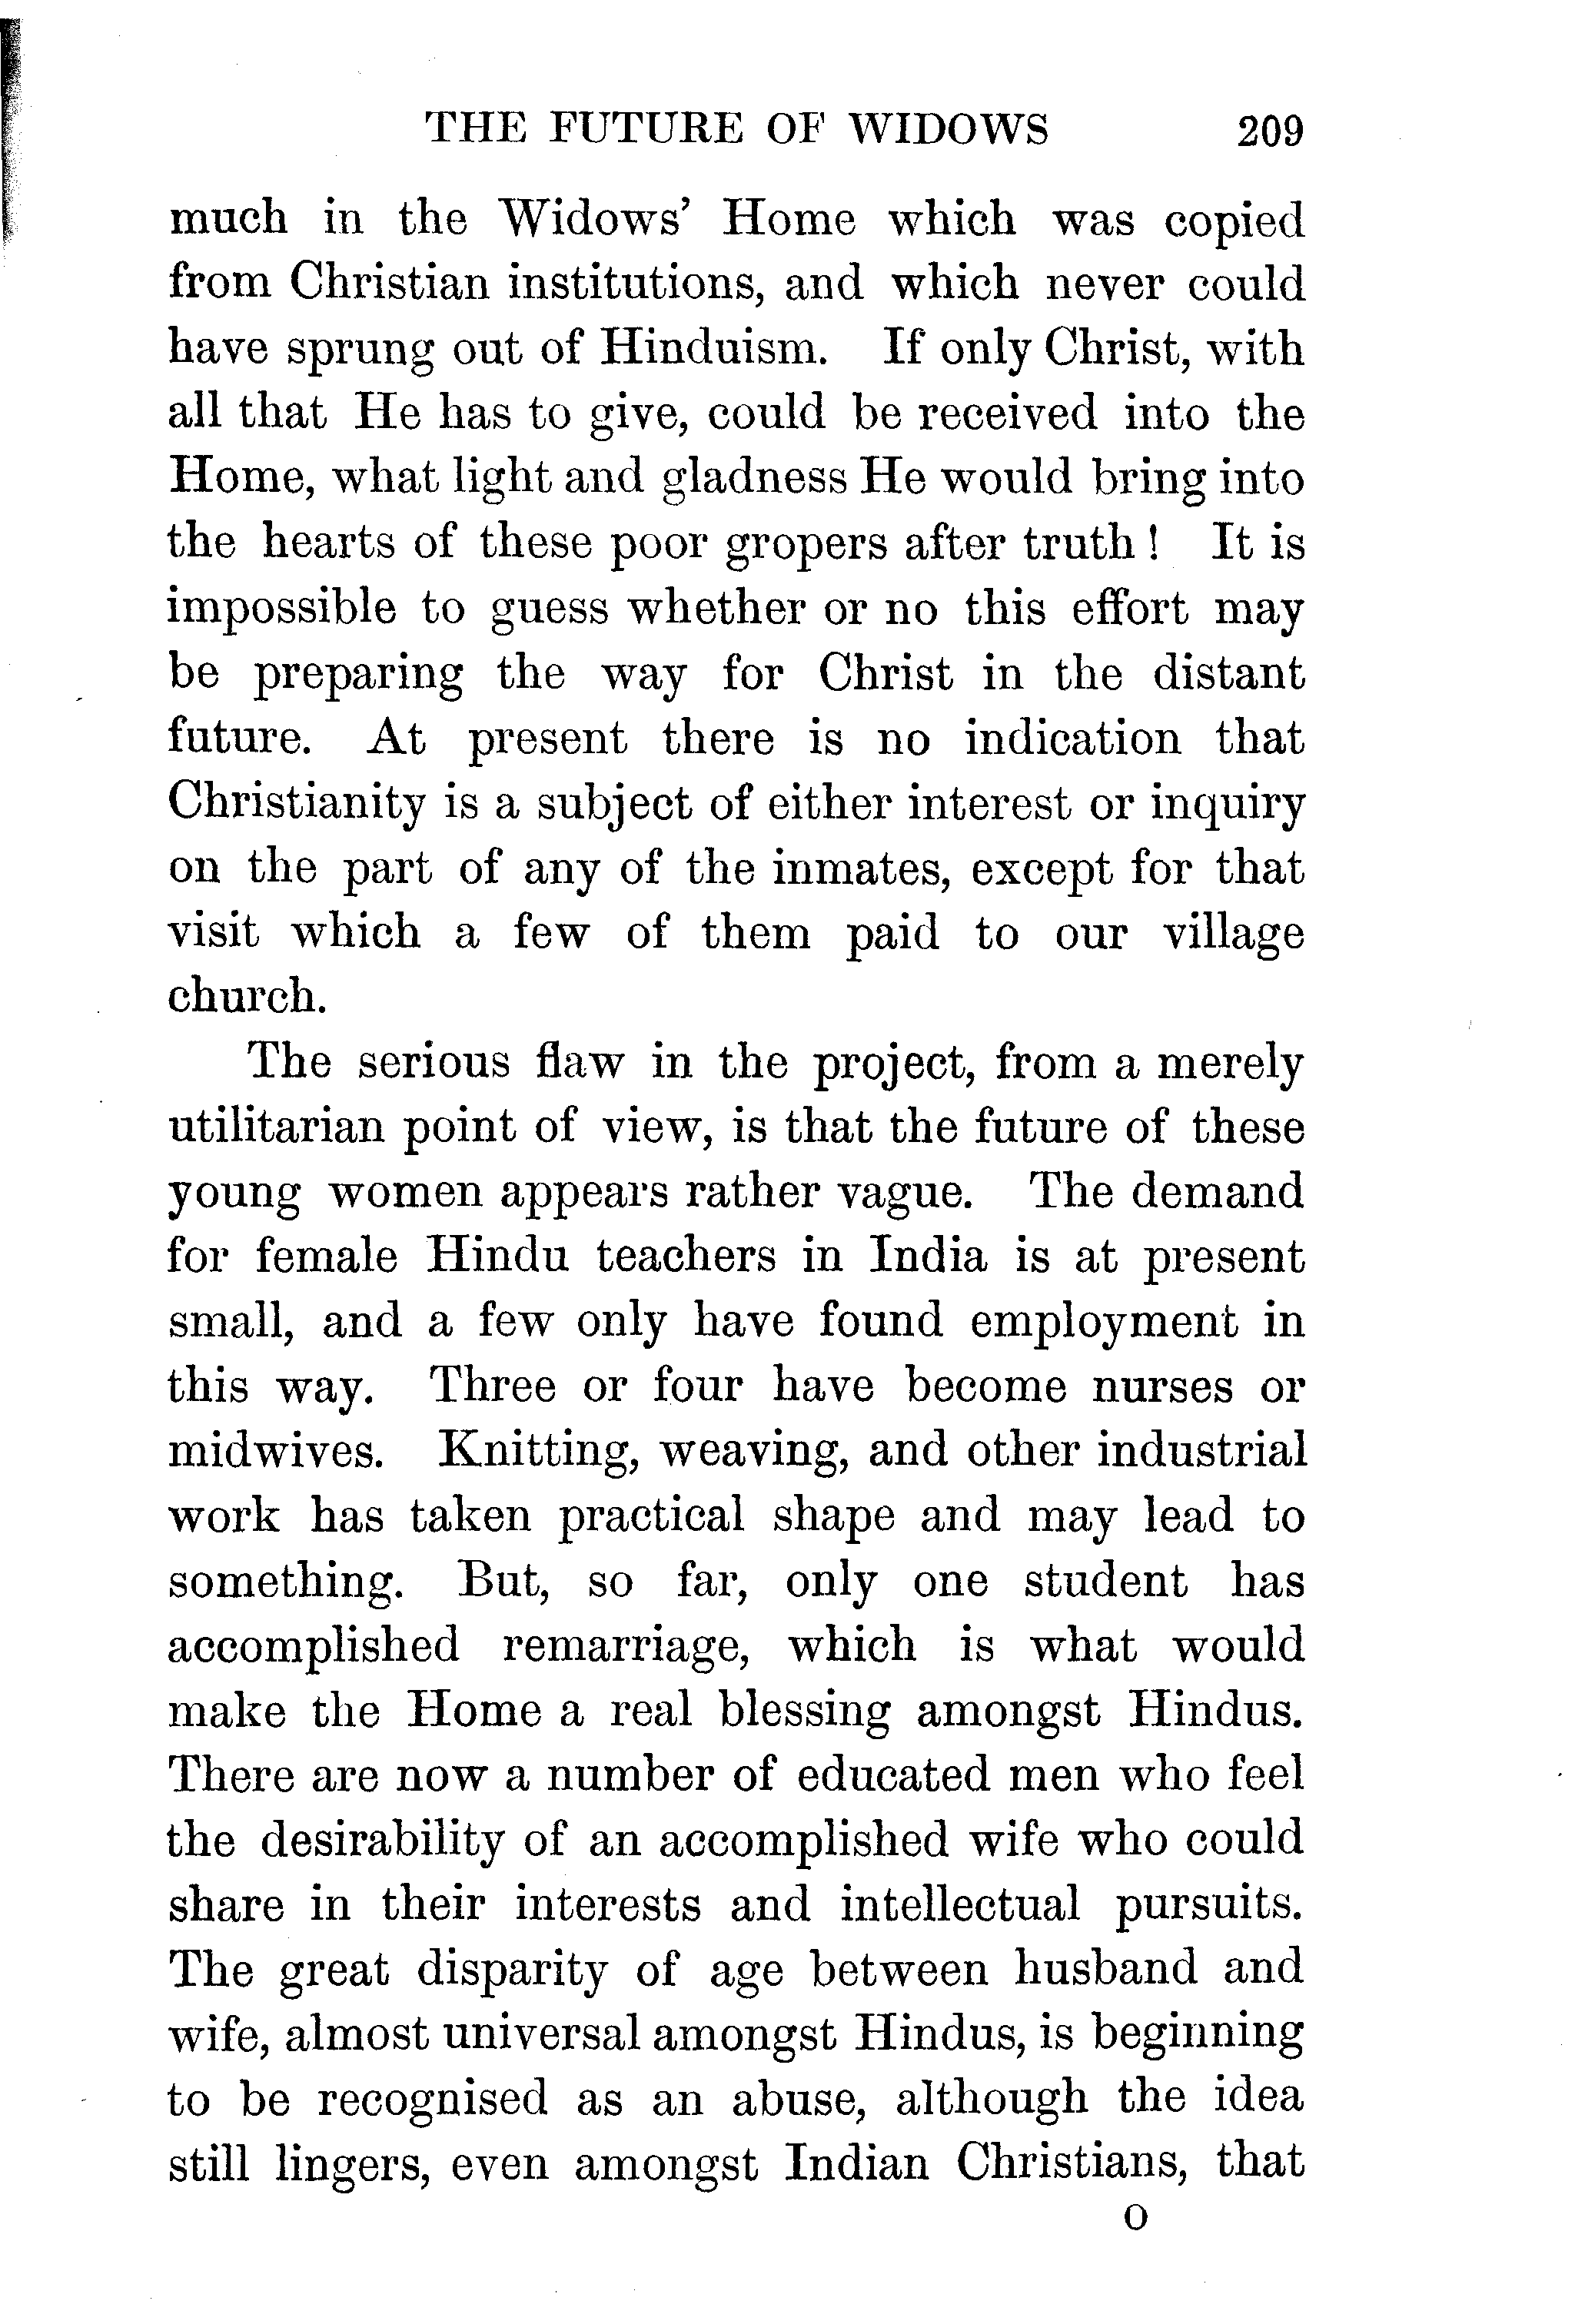 THE FUTURE OF WIDOWS 209
much in the Widows' Home which was copied
from Christian institutions, and which never could
have sprung out of Hinduism. If only Christ, with
all that He has to give, could be received into the
Home, what light and gladness He would bring into
the hearts of these poor gropers after truth! It is
impossible to guess whether or no this effort may
be preparing the way for Christ in the distant
future. At present there is no indication that
Christianity is a subject of either interest or inquiry
on the part of any of the inmates, except for that
visit which a few of them paid to our village
church.
The serious flaw in the project, from a merely
utilitarian point of view, is that the future of these
young women appears rather vague. The demand
for female Hindu teachers in India is at present
small, and a few only have found employment in
this way. Three or four have become nurses or
midwives. Knitting, weaving, and other industrial
work has taken practical shape and may lead to
something. But, so far, only one student has
accomplished remarriage, which is what would
make the Home a real blessing amongst Hindus.
There are now a number of educated men who feel
the desirability of an accomplished wife who could
share in their interests and intellectual pursuits.
The great disparity of age between husband and
wife, almost universal amongst Hindus, is beginning
to be recognised as an abuse, although the idea
still lingers, even amongst Indian Christians, that
O